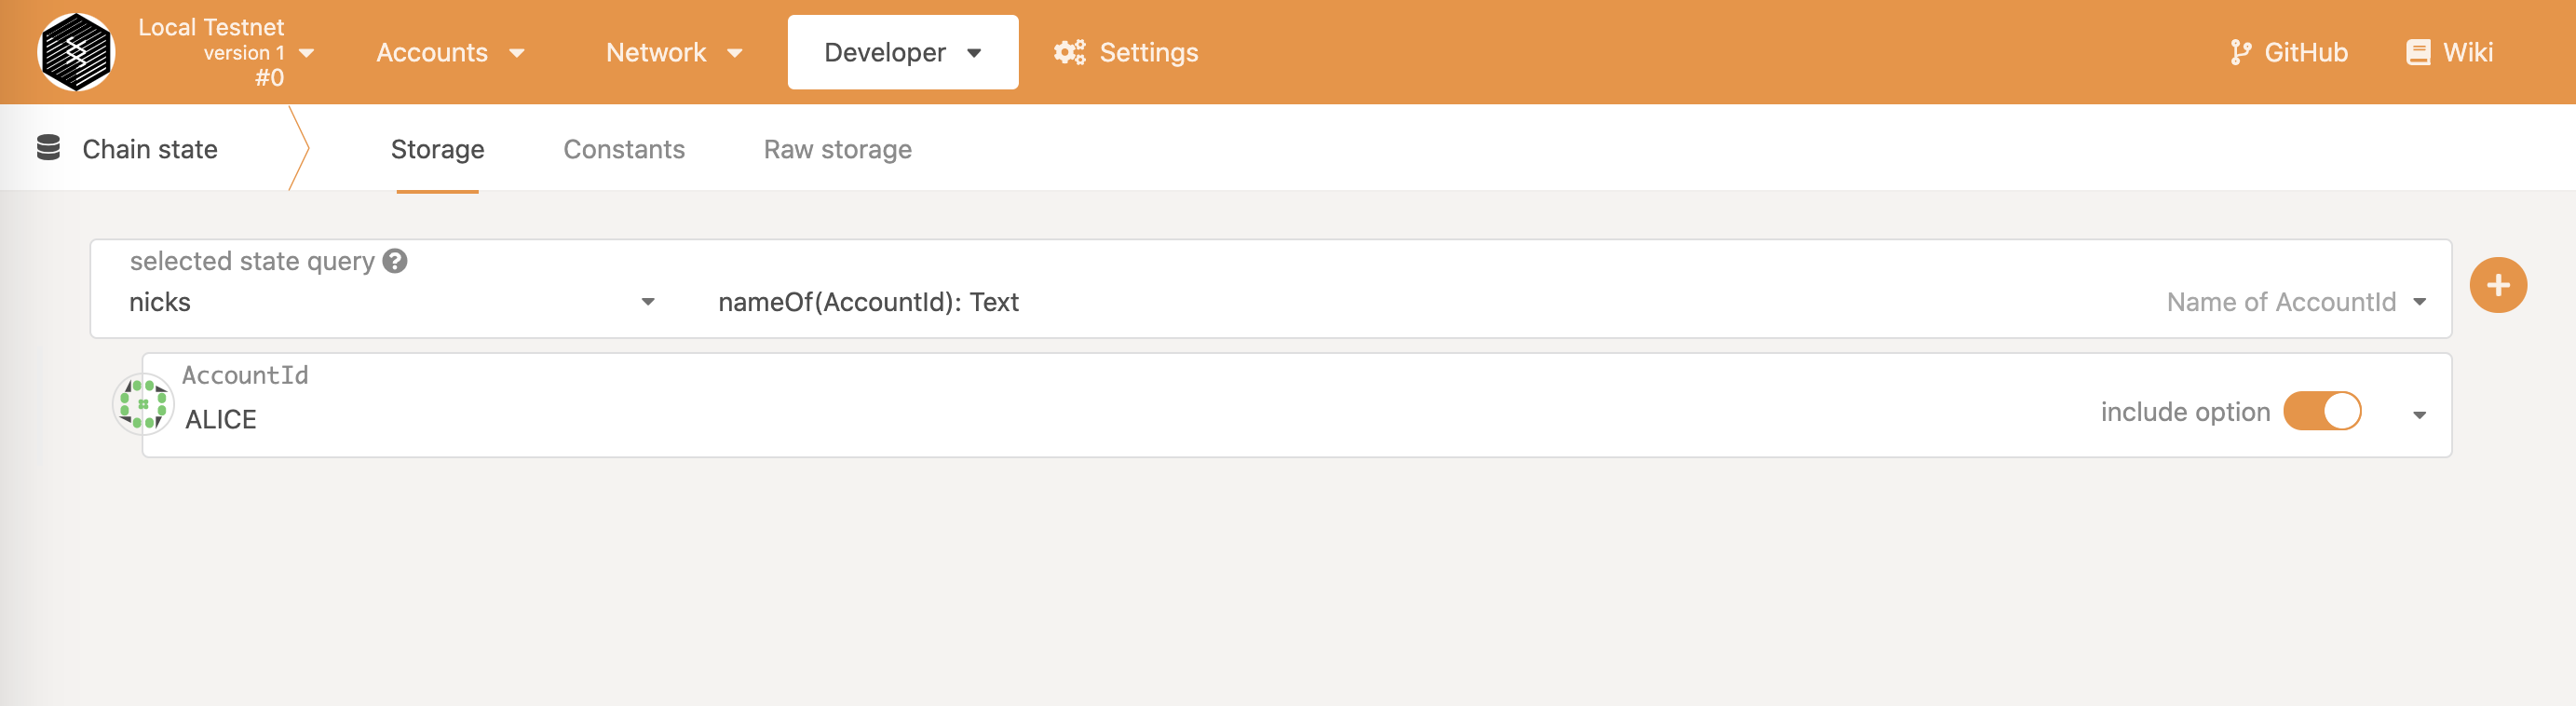 Local Testnet
version 1
#0
Accounts
Network
Developer
Settings
GitHub
Wiki
Chain state
Storage
Constants
Raw storage
selected state query ?
nicks
nameOf(AccountId): Text
Name of AccountId
AccountId
ALICE
include option